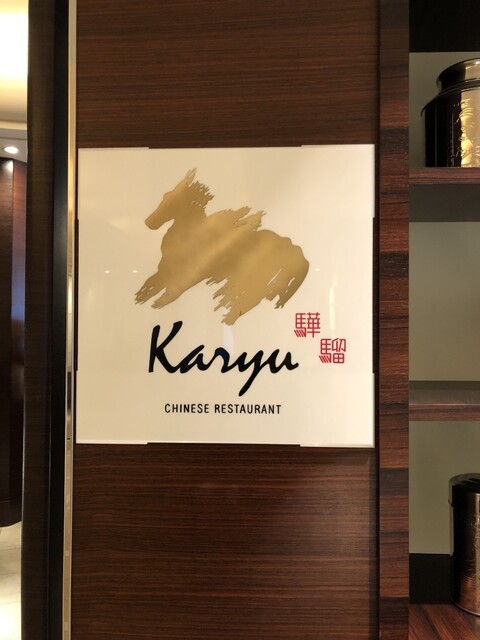 Karyu
驊
騮
CHINESE RESTAURANT